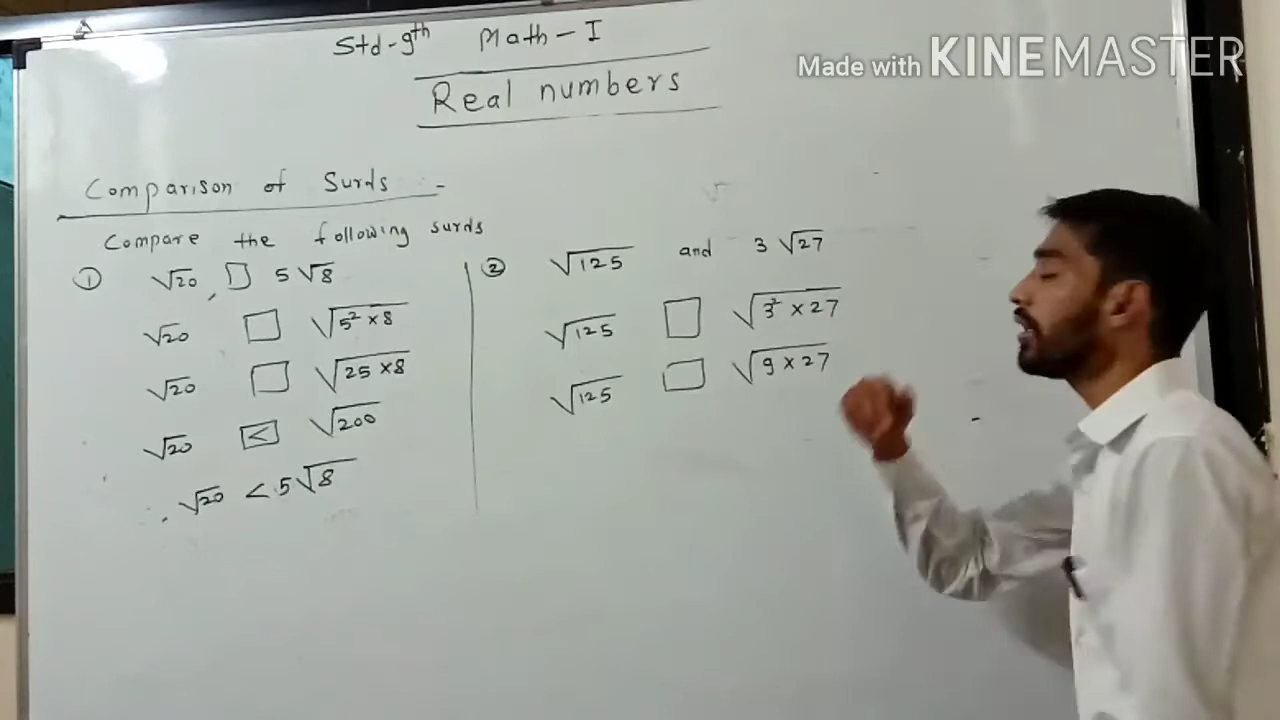 Std-9th Math-I
Made with KINEMASTER
Real numbers
Comparison of Surds :-
Compare the following surds
① √20 □ 5√8
√20 □ √5² × 8
√20 □ √25 × 8
√20 < √200
∴ √20 < 5√8
② √125 and 3√27
√125 □ √3² × 27
√125 □ √9 × 27